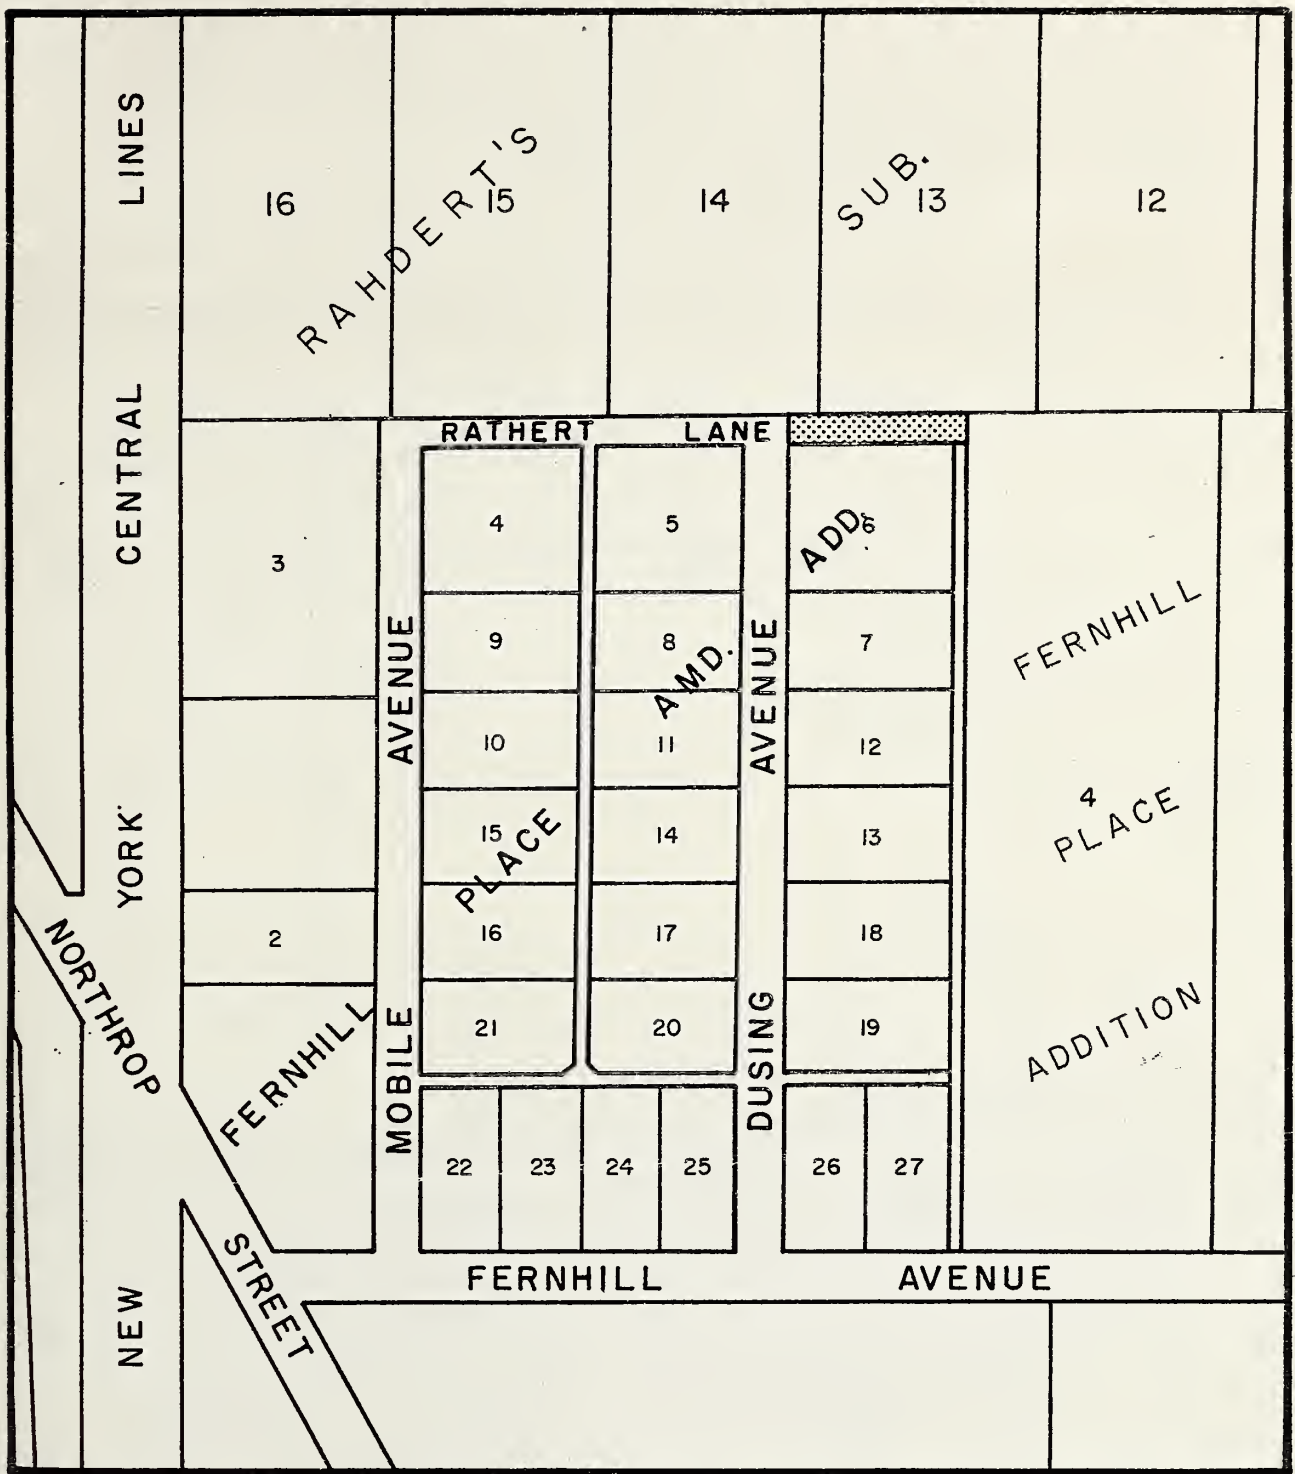 NEW YORK CENTRAL LINES
RAHDERT'S SUB.
16
15
14
13
12
RATHERT LANE
3
4
5
6
9
8
7
10
11
12
15
14
13
2
16
17
18
21
20
19
22
23
24
25
26
27
MOBILE AVENUE
DUSING AVENUE
FERNHILL PLACE AMD. ADD.
FERNHILL
4
PLACE
ADDITION
NORTHROP STREET
FERNHILL AVENUE